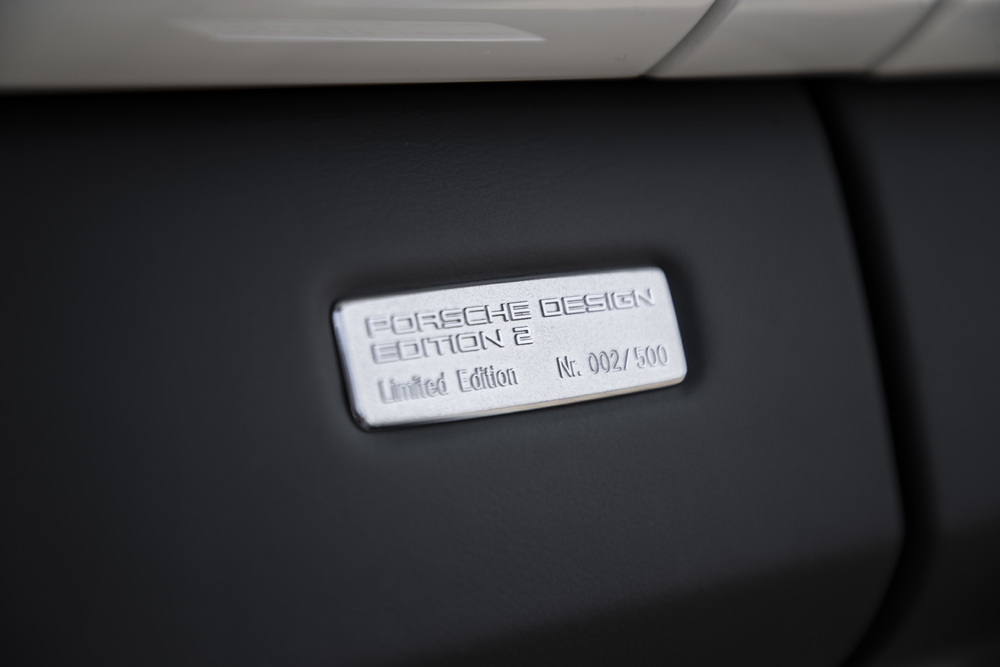 PORSCHE DESIGN
EDITION 2
Limited Edition Nr. 002/500